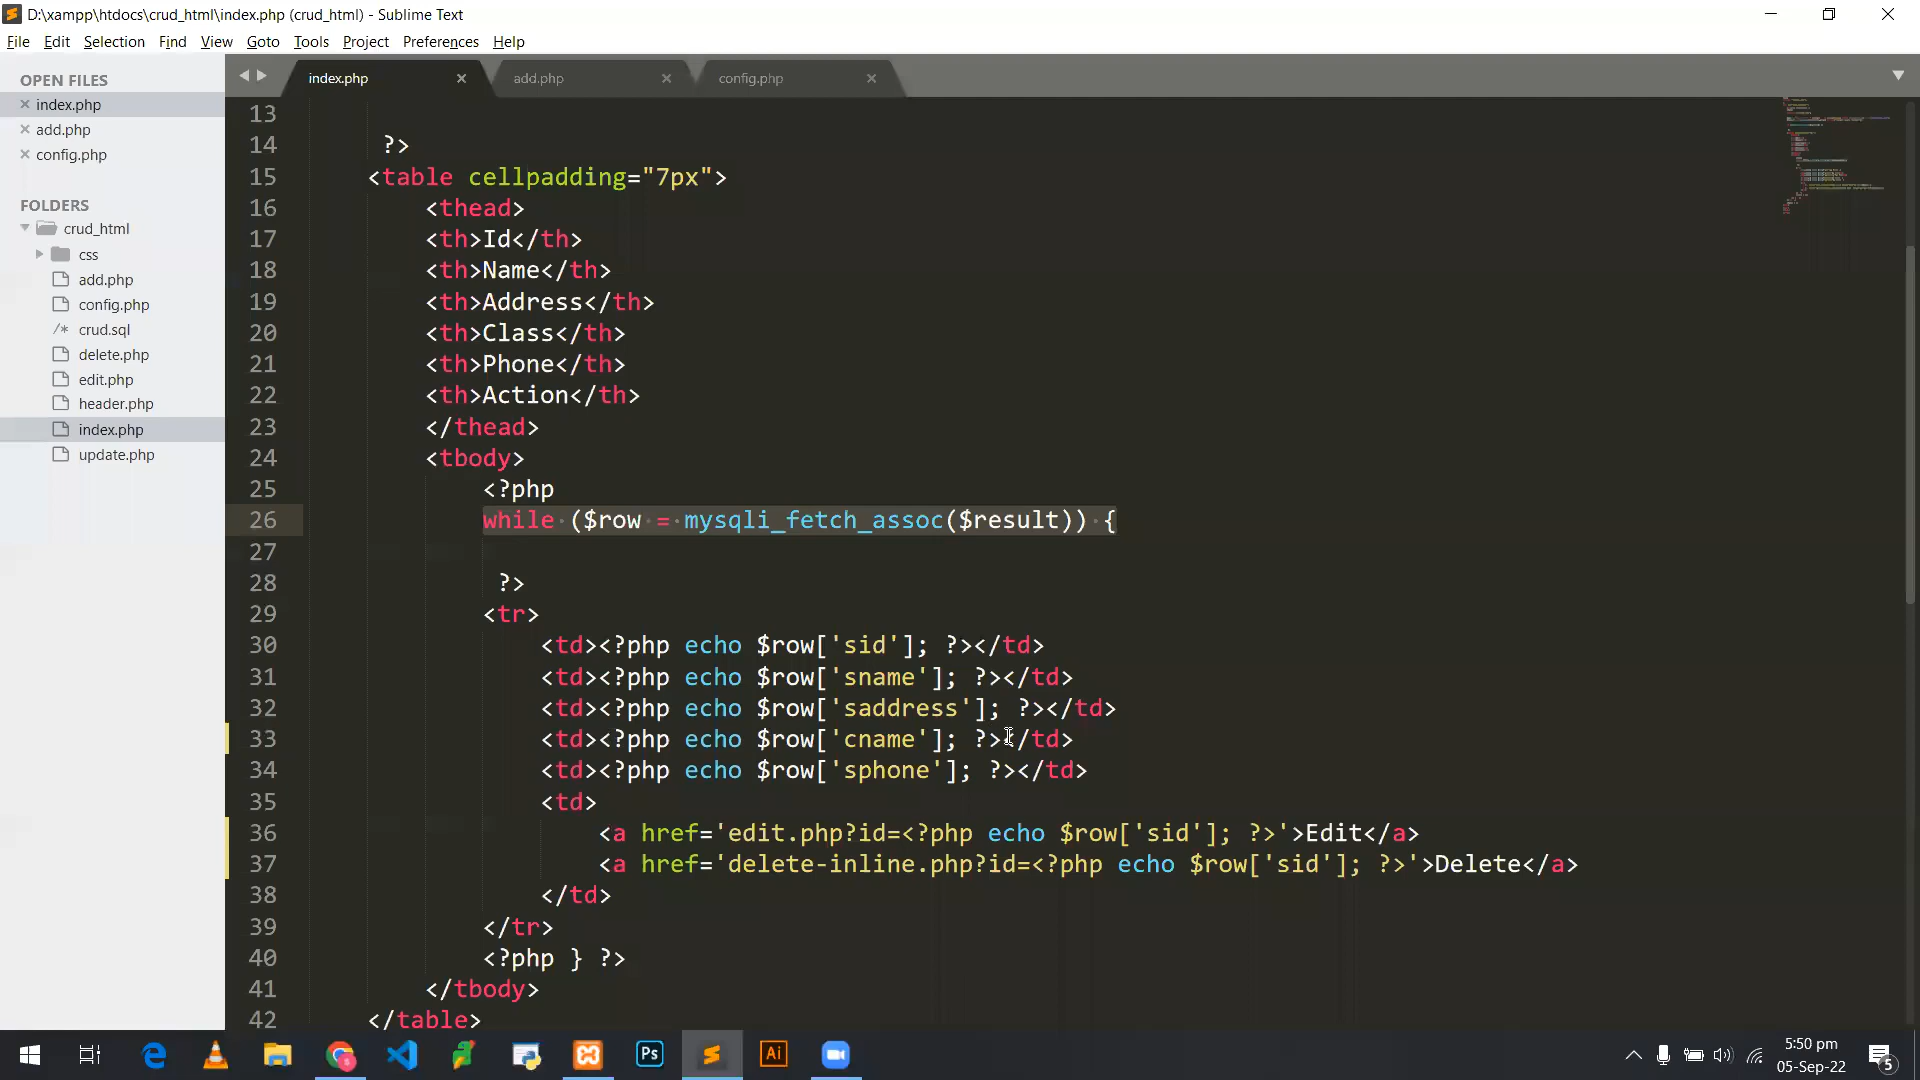 D:\xampp\htdocs\crud_html\index.php (crud_html) - Sublime Text
File Edit Selection Find View Goto Tools Project Preferences Help
OPEN FILES
index.php
add.php
config.php
FOLDERS
crud_html
css
add.php
config.php
/* crud.sql
delete.php
edit.php
header.php
index.php
update.php
index.php add.php config.php
13
14 ?>
15 <table cellpadding="7px">
16 <thead>
17 <th>Id</th>
18 <th>Name</th>
19 <th>Address</th>
20 <th>Class</th>
21 <th>Phone</th>
22 <th>Action</th>
23 </thead>
24 <tbody>
25 <?php
26 while ($row = mysqli_fetch_assoc($result)) {
27
28 ?>
29 <tr>
30 <td><?php echo $row['sid']; ?></td>
31 <td><?php echo $row['sname']; ?></td>
32 <td><?php echo $row['saddress']; ?></td>
33 <td><?php echo $row['cname']; ?></td>
34 <td><?php echo $row['sphone']; ?></td>
35 <td>
36 <a href='edit.php?id=<?php echo $row['sid']; ?>'>Edit</a>
37 <a href='delete-inline.php?id=<?php echo $row['sid']; ?>'>Delete</a>
38 </td>
39 </tr>
40 <?php } ?>
41 </tbody>
42 </table>
Ps
Ai
5:50 pm
05-Sep-22
5